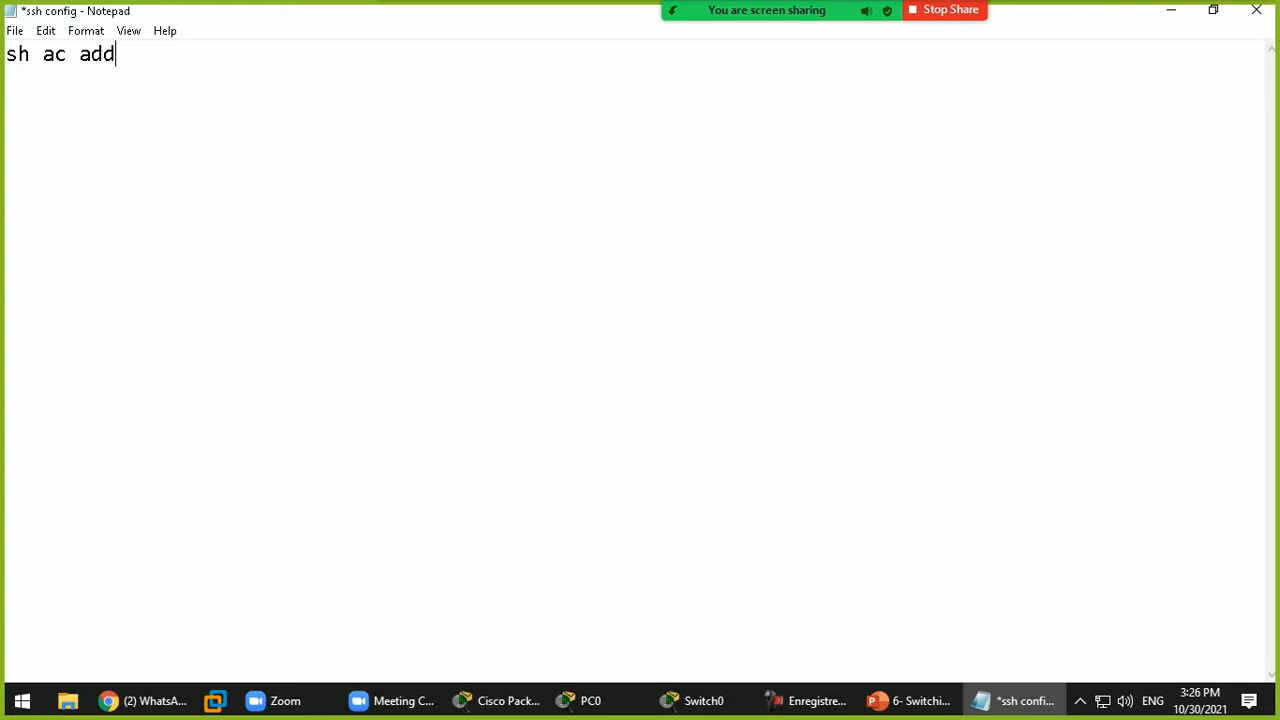 *ssh config - Notepad
You are screen sharing
Stop Share
File Edit Format View Help
sh ac add
(2) WhatsA...
Zoom
Meeting C...
Cisco Pack...
PC0
Switch0
Enregistre...
6- Switchi...
*ssh confi...
ENG
3:26 PM
10/30/2021